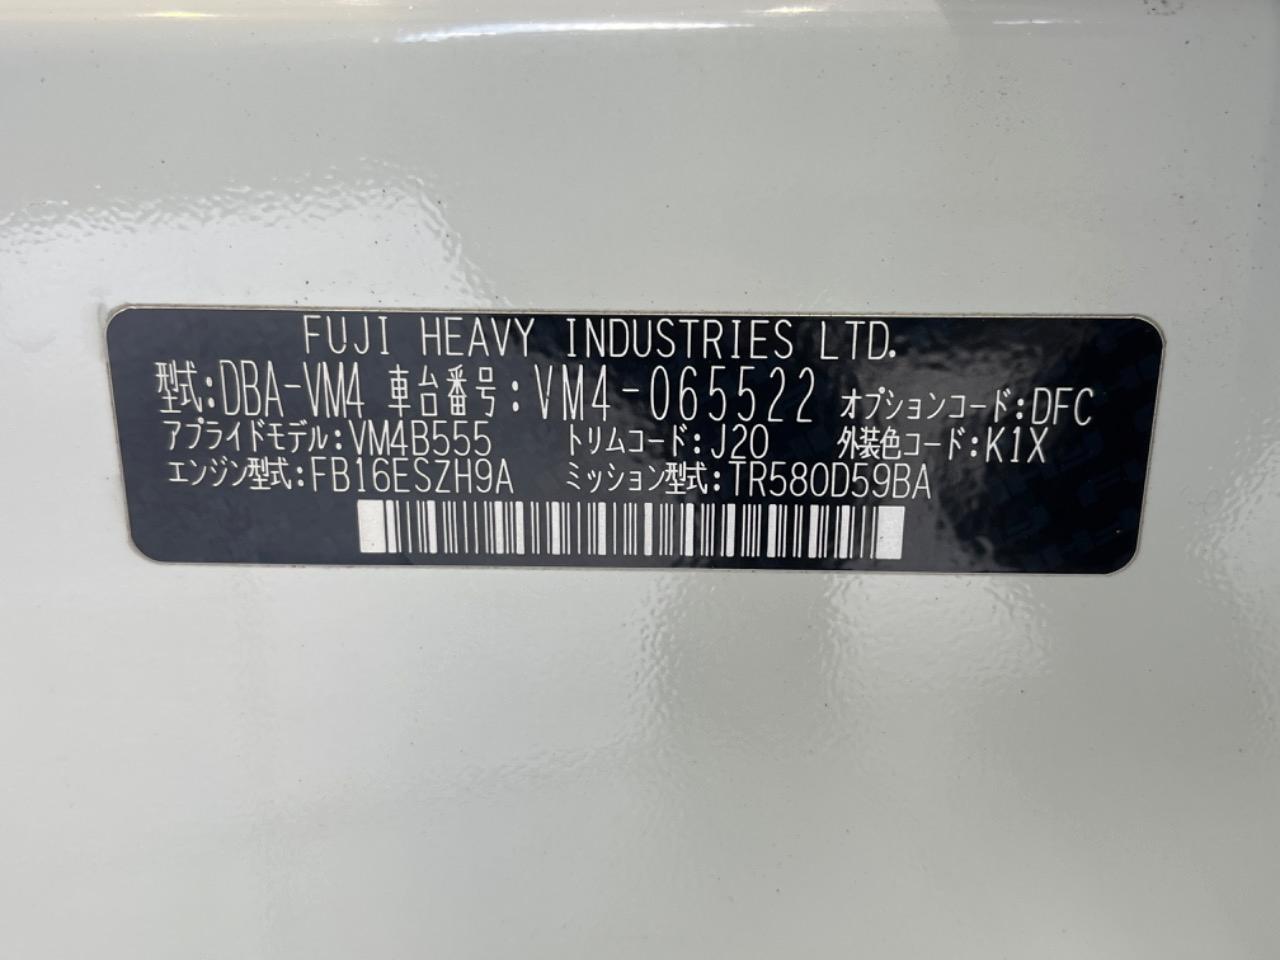 FUJI HEAVY INDUSTRIES LTD.
型式:DBA-VM4 車台番号:VM4-065522 オプションコード:DFC
アプライドモデル:VM4B555 トリムコード:J20 外装色コード:K1X
エンジン型式:FB16ESZH9A ミッション型式:TR580D59BA